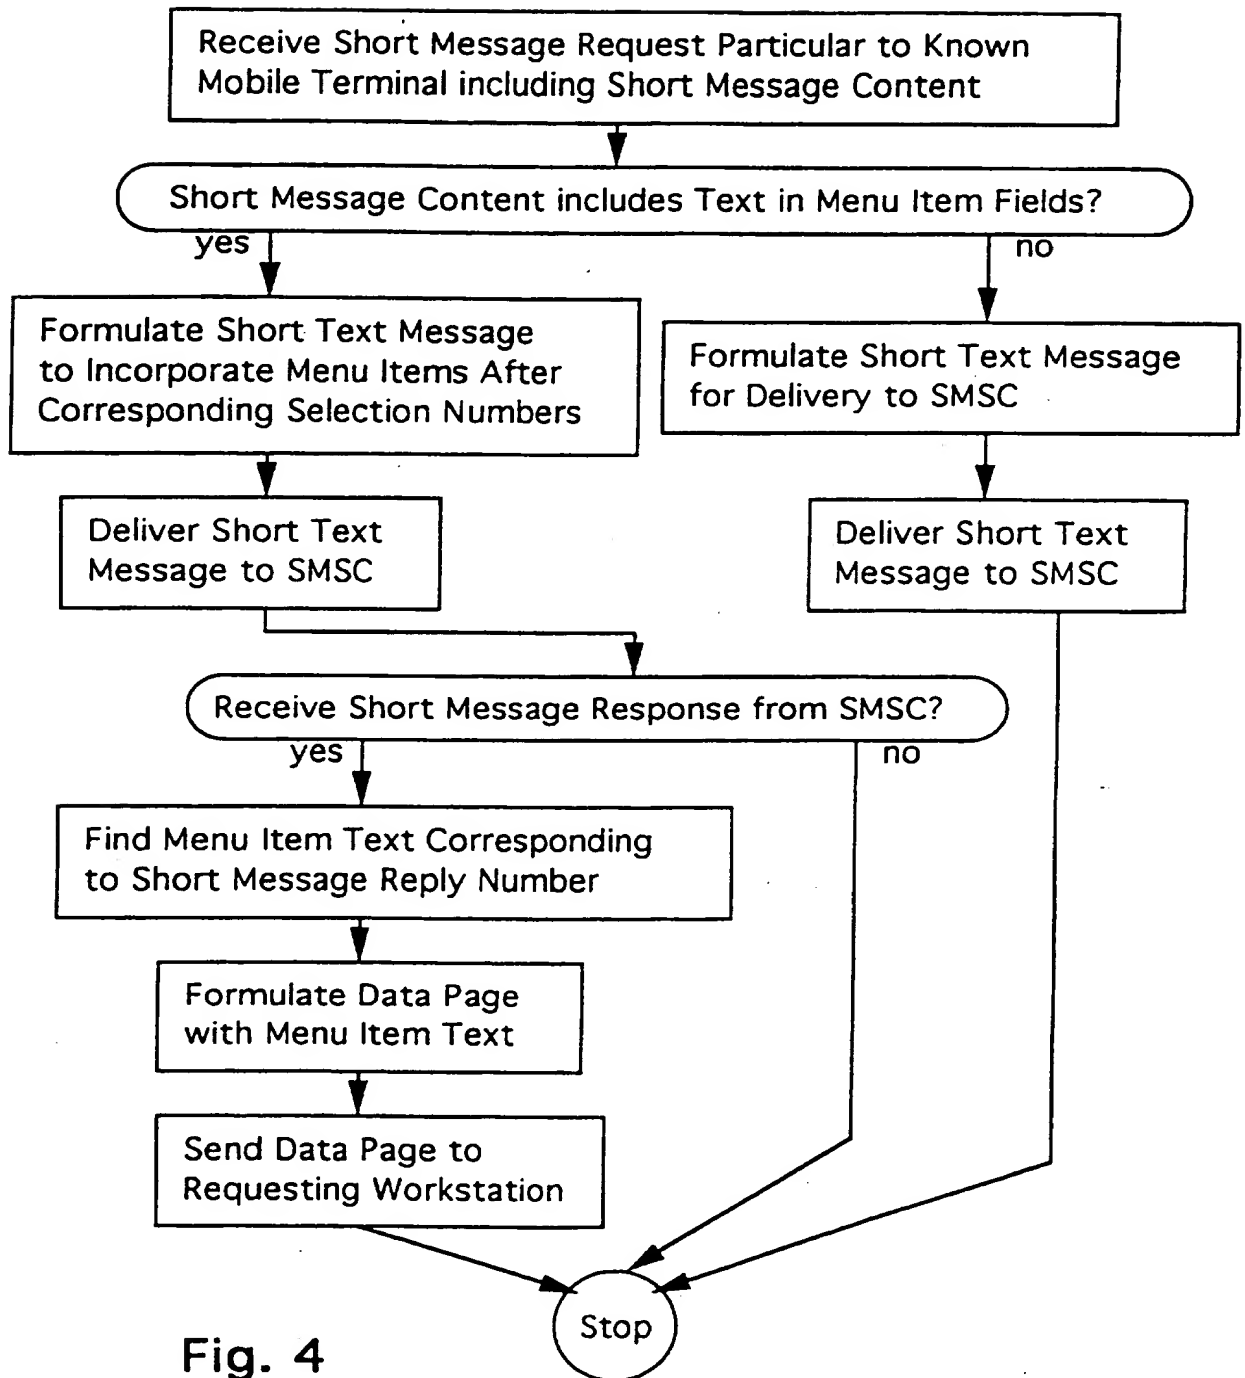 Receive Short Message Request Particular to Known
Mobile Terminal including Short Message Content
Short Message Content includes Text in Menu Item Fields?
yes
no
Formulate Short Text Message
to Incorporate Menu Items After
Corresponding Selection Numbers
Formulate Short Text Message
for Delivery to SMSC
Deliver Short Text
Message to SMSC
Deliver Short Text
Message to SMSC
Receive Short Message Response from SMSC?
yes
no
Find Menu Item Text Corresponding
to Short Message Reply Number
Formulate Data Page
with Menu Item Text
Send Data Page to
Requesting Workstation
Stop
Fig. 4